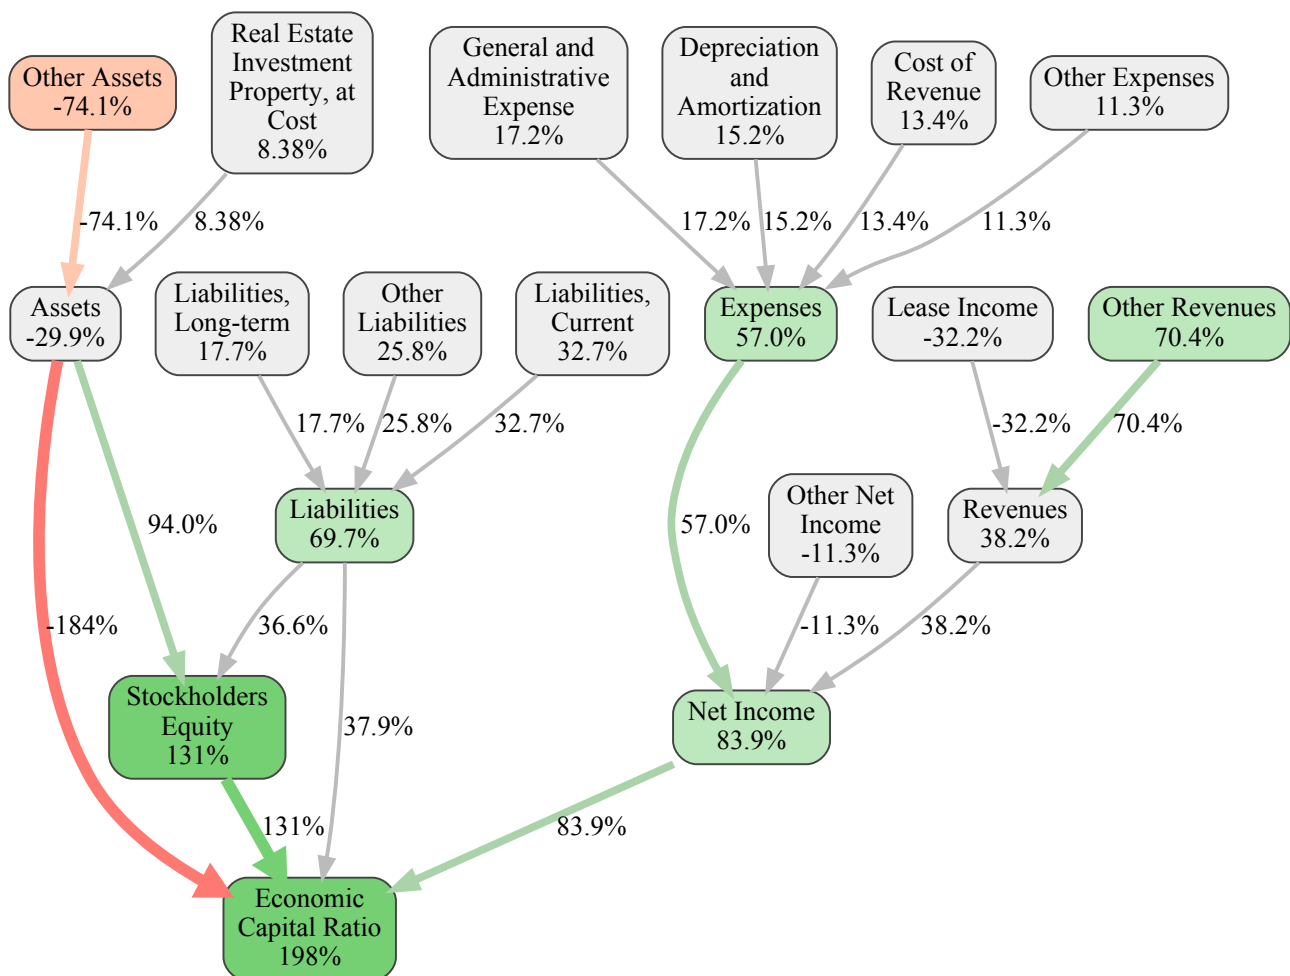 Other Assets
-74.1%
Real Estate
Investment
Property, at
Cost
8.38%
General and
Administrative
Expense
17.2%
Depreciation
and
Amortization
15.2%
Cost of
Revenue
13.4%
Other Expenses
11.3%
-74.1%
8.38%
17.2%
15.2%
13.4%
11.3%
Assets
-29.9%
Liabilities,
Long-term
17.7%
Other
Liabilities
25.8%
Liabilities,
Current
32.7%
Expenses
57.0%
Lease Income
-32.2%
Other Revenues
70.4%
17.7%
25.8%
32.7%
-32.2%
70.4%
94.0%
Liabilities
69.7%
57.0%
Other Net
Income
-11.3%
Revenues
38.2%
-184%
36.6%
-11.3%
38.2%
Stockholders
Equity
131%
37.9%
Net Income
83.9%
131%
83.9%
Economic
Capital Ratio
198%